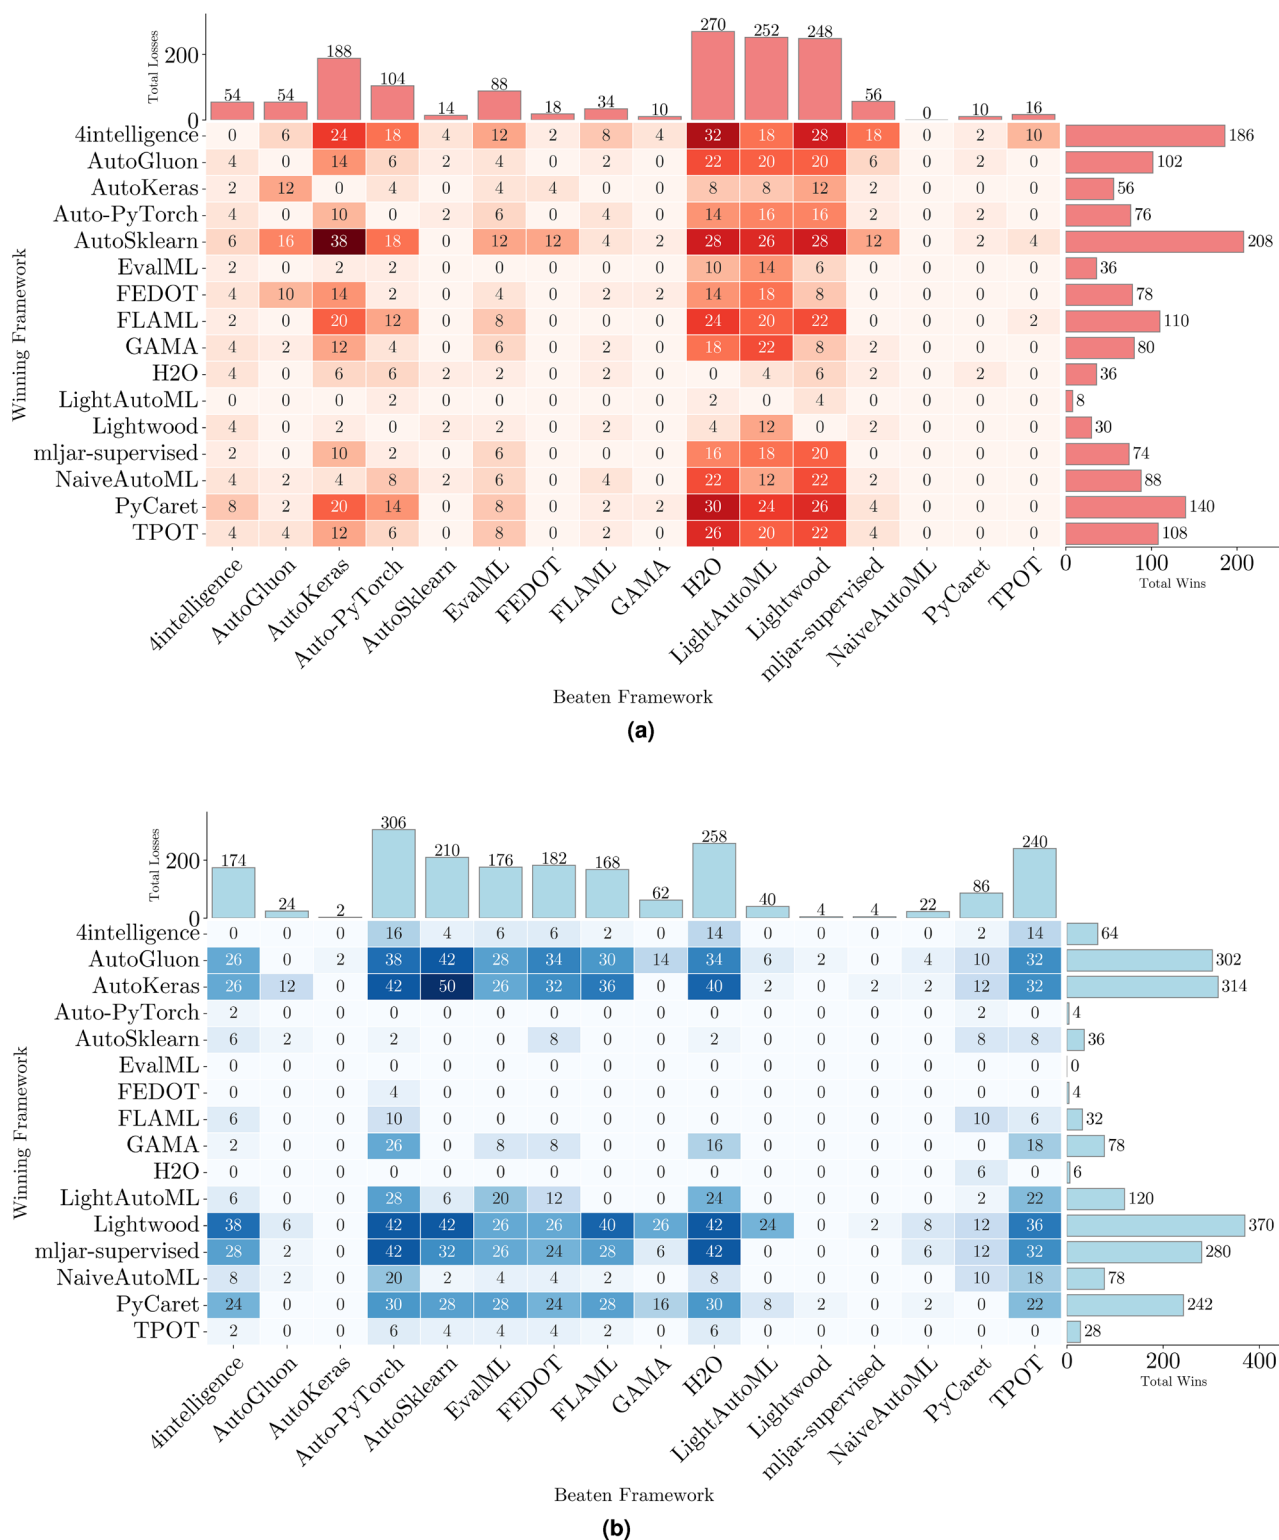 270
252
248
188
104
88
54 54
56
34
14 18 10 0 10 16
Total Losses
200
0
4intelligence 0 6 24 18 4 12 2 8 4 32 18 28 18 0 2 10 186
AutoGluon 4 0 14 6 2 4 0 2 0 22 20 20 6 0 2 0 102
AutoKeras 2 12 0 4 0 4 4 0 0 8 8 12 2 0 0 0 56
Auto-PyTorch 4 0 10 0 2 6 0 4 0 14 16 16 2 0 2 0 76
AutoSklearn 6 16 38 18 0 12 12 4 2 28 26 28 12 0 2 4 208
EvalML 2 0 2 2 0 0 0 0 0 10 14 6 0 0 0 0 36
FEDOT 4 10 14 2 0 4 0 2 2 14 18 8 0 0 0 0 78
FLAML 2 0 20 12 0 8 0 0 0 24 20 22 0 0 0 2 110
GAMA 4 2 12 4 0 6 0 2 0 18 22 8 2 0 0 0 80
H2O 4 0 6 6 2 2 0 2 0 0 4 6 2 0 2 0 36
LightAutoML 0 0 0 2 0 0 0 0 0 2 0 4 0 0 0 0 8
Lightwood 4 0 2 0 2 2 0 2 0 4 12 0 2 0 0 0 30
mljar-supervised 2 0 10 2 0 6 0 0 0 16 18 20 0 0 0 0 74
NaiveAutoML 4 2 4 8 2 6 0 4 0 22 12 22 2 0 0 0 88
PyCaret 8 2 20 14 0 8 0 2 2 30 24 26 4 0 0 0 140
TPOT 4 4 12 6 0 8 0 2 0 26 20 22 4 0 0 0 108
Winning Framework
0 100 200
Total Wins
4intelligence AutoGluon AutoKeras Auto-PyTorch AutoSklearn EvalML FEDOT FLAML GAMA H2O LightAutoML Lightwood mljar-supervised NaiveAutoML PyCaret TPOT
Beaten Framework
(a)
306
258
240
210
174 176 182 168
62
86
24 2 40 4 4 22
Total Losses
200
0
4intelligence 0 0 0 16 4 6 6 2 0 14 0 0 0 0 2 14 64
AutoGluon 26 0 2 38 42 28 34 30 14 34 6 2 0 4 10 32 302
AutoKeras 26 12 0 42 50 26 32 36 0 40 2 0 2 2 12 32 314
Auto-PyTorch 2 0 0 0 0 0 0 0 0 0 0 0 0 0 2 0 4
AutoSklearn 6 2 0 2 0 0 8 0 0 2 0 0 0 0 8 8 36
EvalML 0 0 0 0 0 0 0 0 0 0 0 0 0 0 0 0 0
FEDOT 0 0 0 4 0 0 0 0 0 0 0 0 0 0 0 0 4
FLAML 6 0 0 10 0 0 0 0 0 0 0 0 0 0 10 6 32
GAMA 2 0 0 26 0 8 8 0 0 16 0 0 0 0 0 18 78
H2O 0 0 0 0 0 0 0 0 0 0 0 0 0 0 6 0 6
LightAutoML 6 0 0 28 6 20 12 0 0 24 0 0 0 0 2 22 120
Lightwood 38 6 0 42 42 26 26 40 26 42 24 0 2 8 12 36 370
mljar-supervised 28 2 0 42 32 26 24 28 6 42 0 0 0 6 12 32 280
NaiveAutoML 8 2 0 20 2 4 4 2 0 8 0 0 0 0 10 18 78
PyCaret 24 0 0 30 28 28 24 28 16 30 8 2 0 2 0 22 242
TPOT 2 0 0 6 4 4 4 2 0 6 0 0 0 0 0 0 28
Winning Framework
0 200 400
Total Wins
4intelligence AutoGluon AutoKeras Auto-PyTorch AutoSklearn EvalML FEDOT FLAML GAMA H2O LightAutoML Lightwood mljar-supervised NaiveAutoML PyCaret TPOT
Beaten Framework
(b)